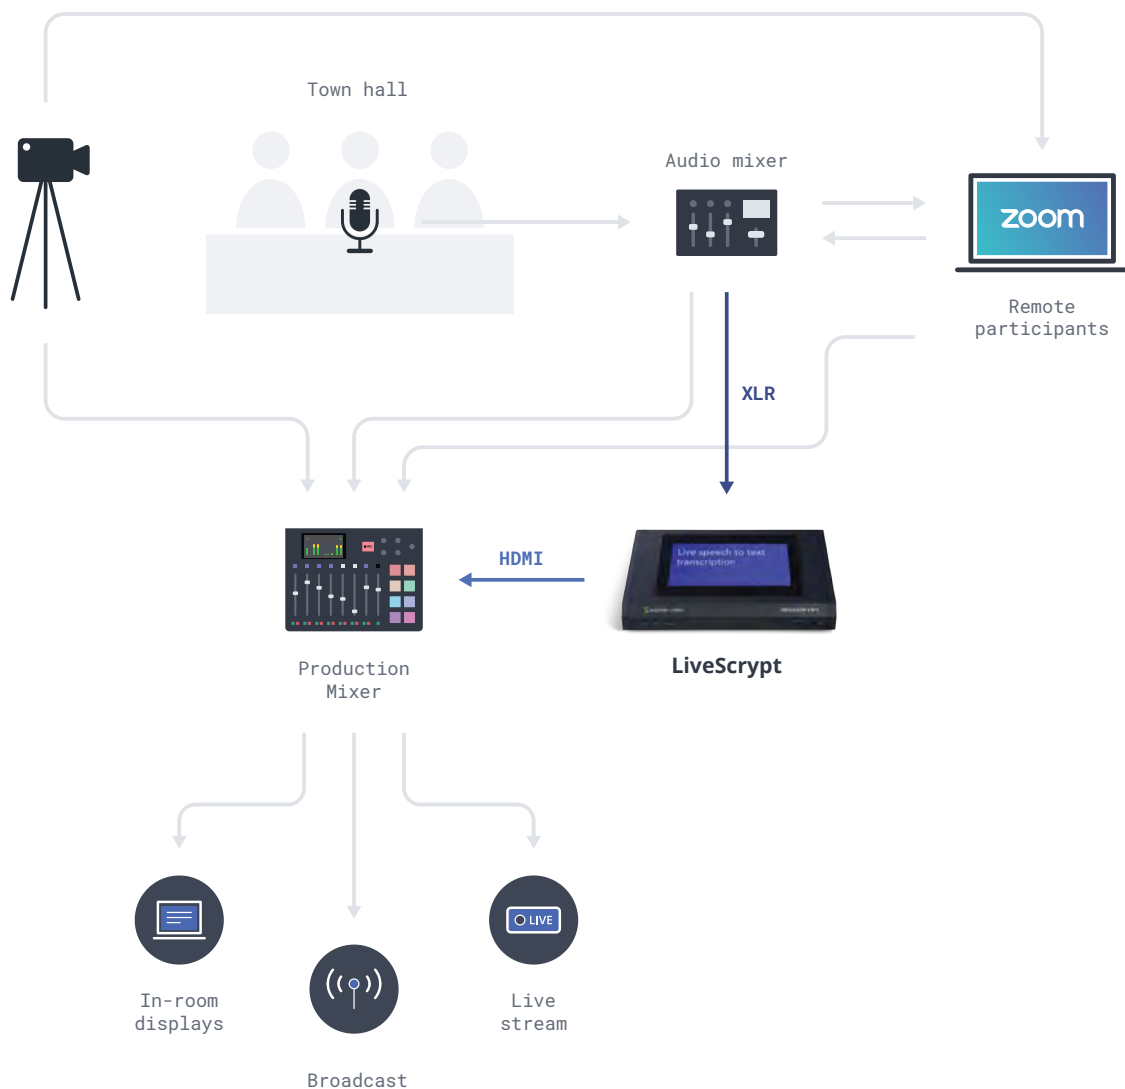 Town hall
Audio mixer
zoom
Remote
participants
XLR
HDMI
Live speech to text
transcription
LiveScrypt
Production
Mixer
LIVE
In-room
displays
Live
stream
Broadcast